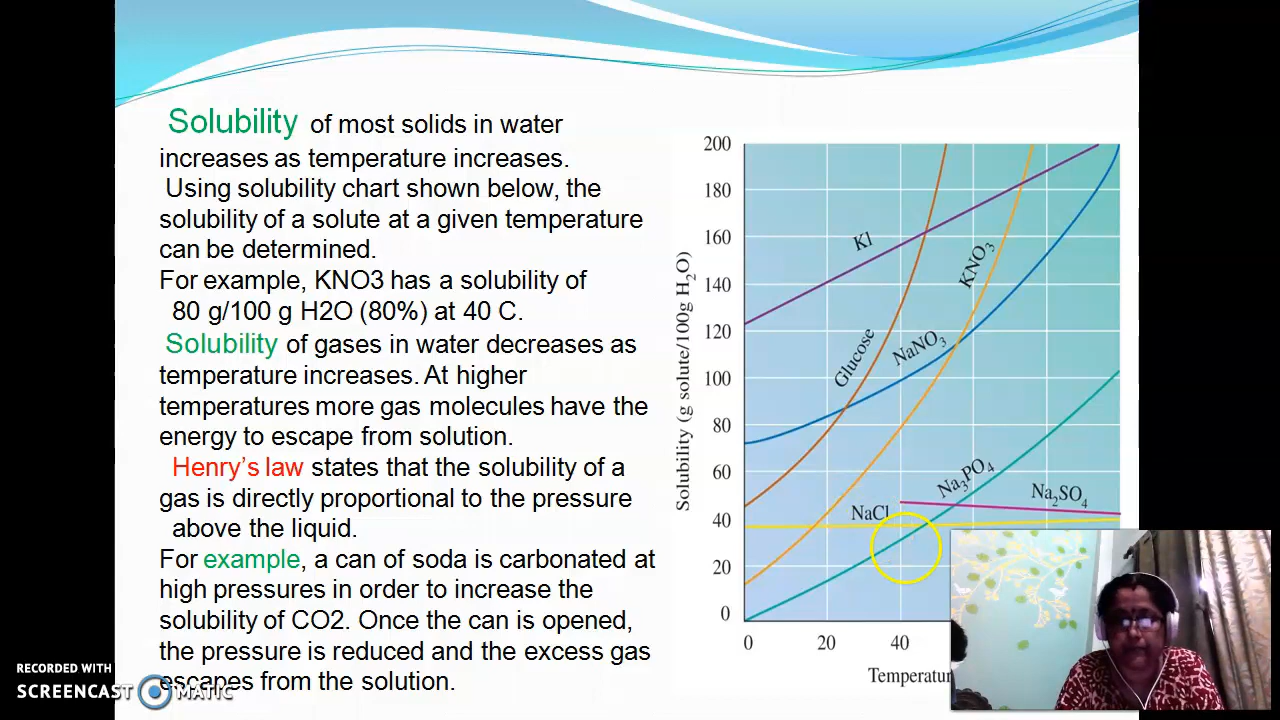 Solubility of most solids in water
increases as temperature increases.
Using solubility chart shown below, the
solubility of a solute at a given temperature
can be determined.
For example, KNO3 has a solubility of
80 g/100 g H2O (80%) at 40 C.
Solubility of gases in water decreases as
temperature increases. At higher
temperatures more gas molecules have the
energy to escape from solution.
Henry's law states that the solubility of a
gas is directly proportional to the pressure
above the liquid.
For example, a can of soda is carbonated at
high pressures in order to increase the
solubility of CO2. Once the can is opened,
the pressure is reduced and the excess gas
escapes from the solution.
Solubility (g solute/100g H₂O)
200
180
160
140
120
100
80
60
40
20
0
KI
Glucose
NaNO₃
KNO₃
Na₃PO₄
Na₂SO₄
NaCl
0 20 40
Temperatur
RECORDED WITH
SCREENCAST MATIC